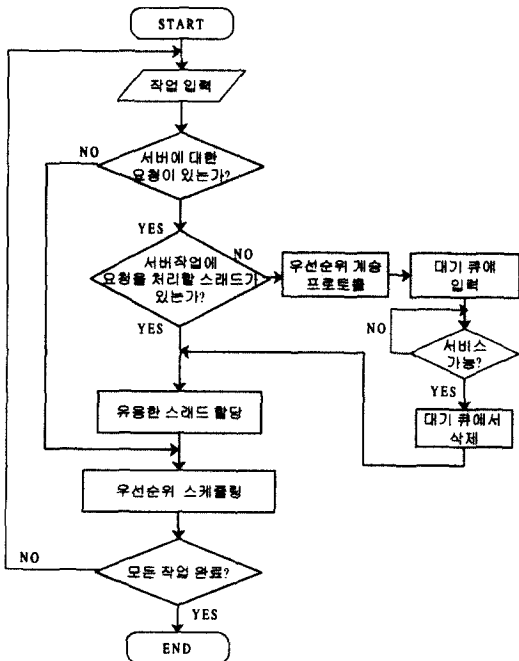 START
작업 입력
NO
서버에 대한
요청이 있는가?
YES
서버작업에
요청을 처리할 스래드가
있는가?
NO
우선순위 계승
프로토콜
대기 큐에
입력
NO
서비스
가능?
YES
YES
대기 큐에서
삭제
유용한 스래드 할당
우선순위 스케쥴링
NO
모든 작업 완료?
YES
END